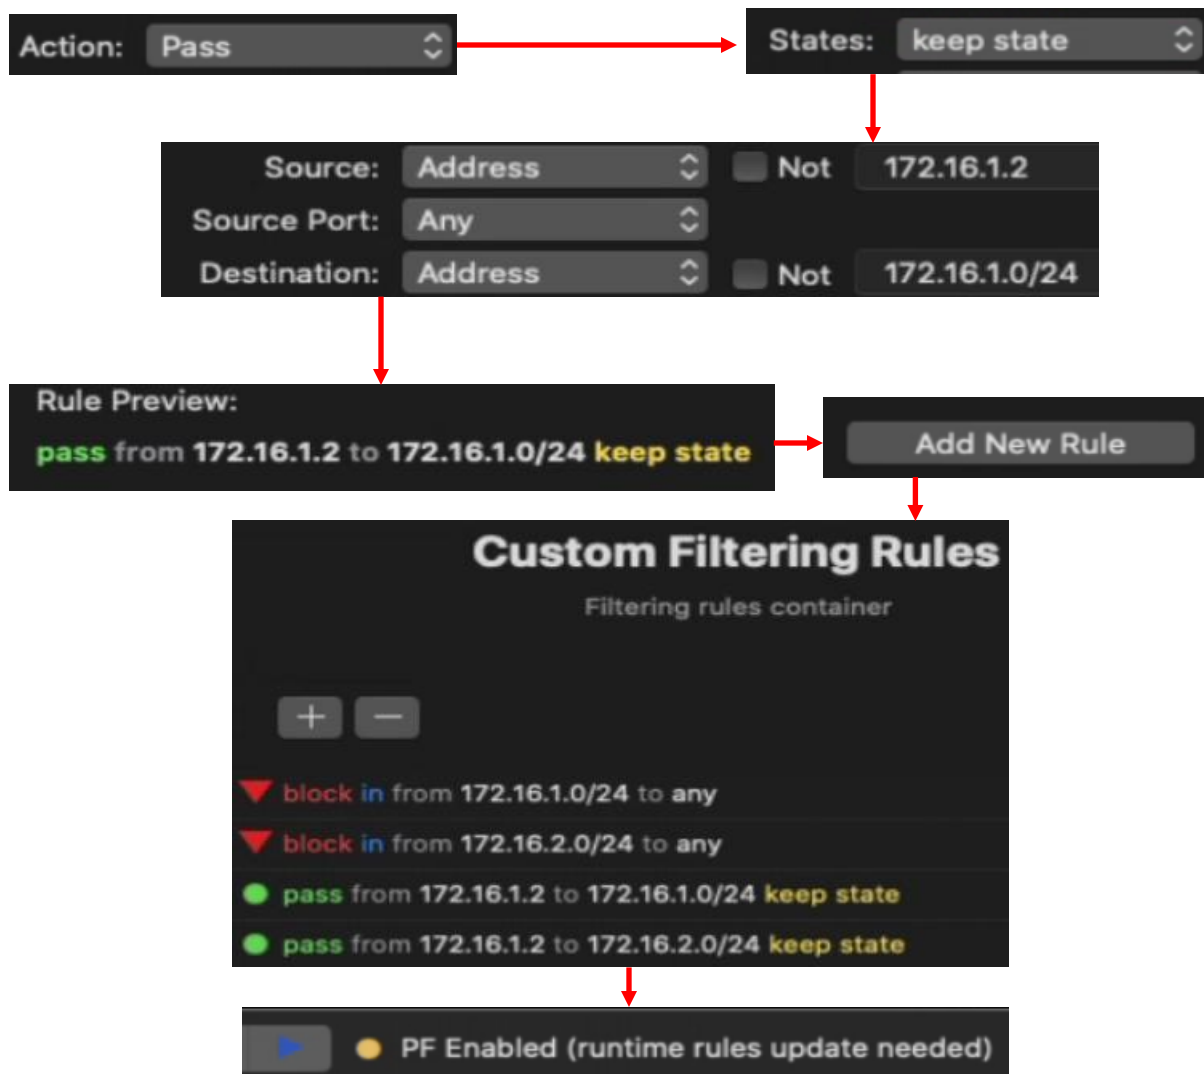 Action: Pass
States: keep state
Source: Address Not 172.16.1.2
Source Port: Any
Destination: Address Not 172.16.1.0/24
Rule Preview:
pass from 172.16.1.2 to 172.16.1.0/24 keep state
Add New Rule
Custom Filtering Rules
Filtering rules container
block in from 172.16.1.0/24 to any
block in from 172.16.2.0/24 to any
pass from 172.16.1.2 to 172.16.1.0/24 keep state
pass from 172.16.1.2 to 172.16.2.0/24 keep state
PF Enabled (runtime rules update needed)